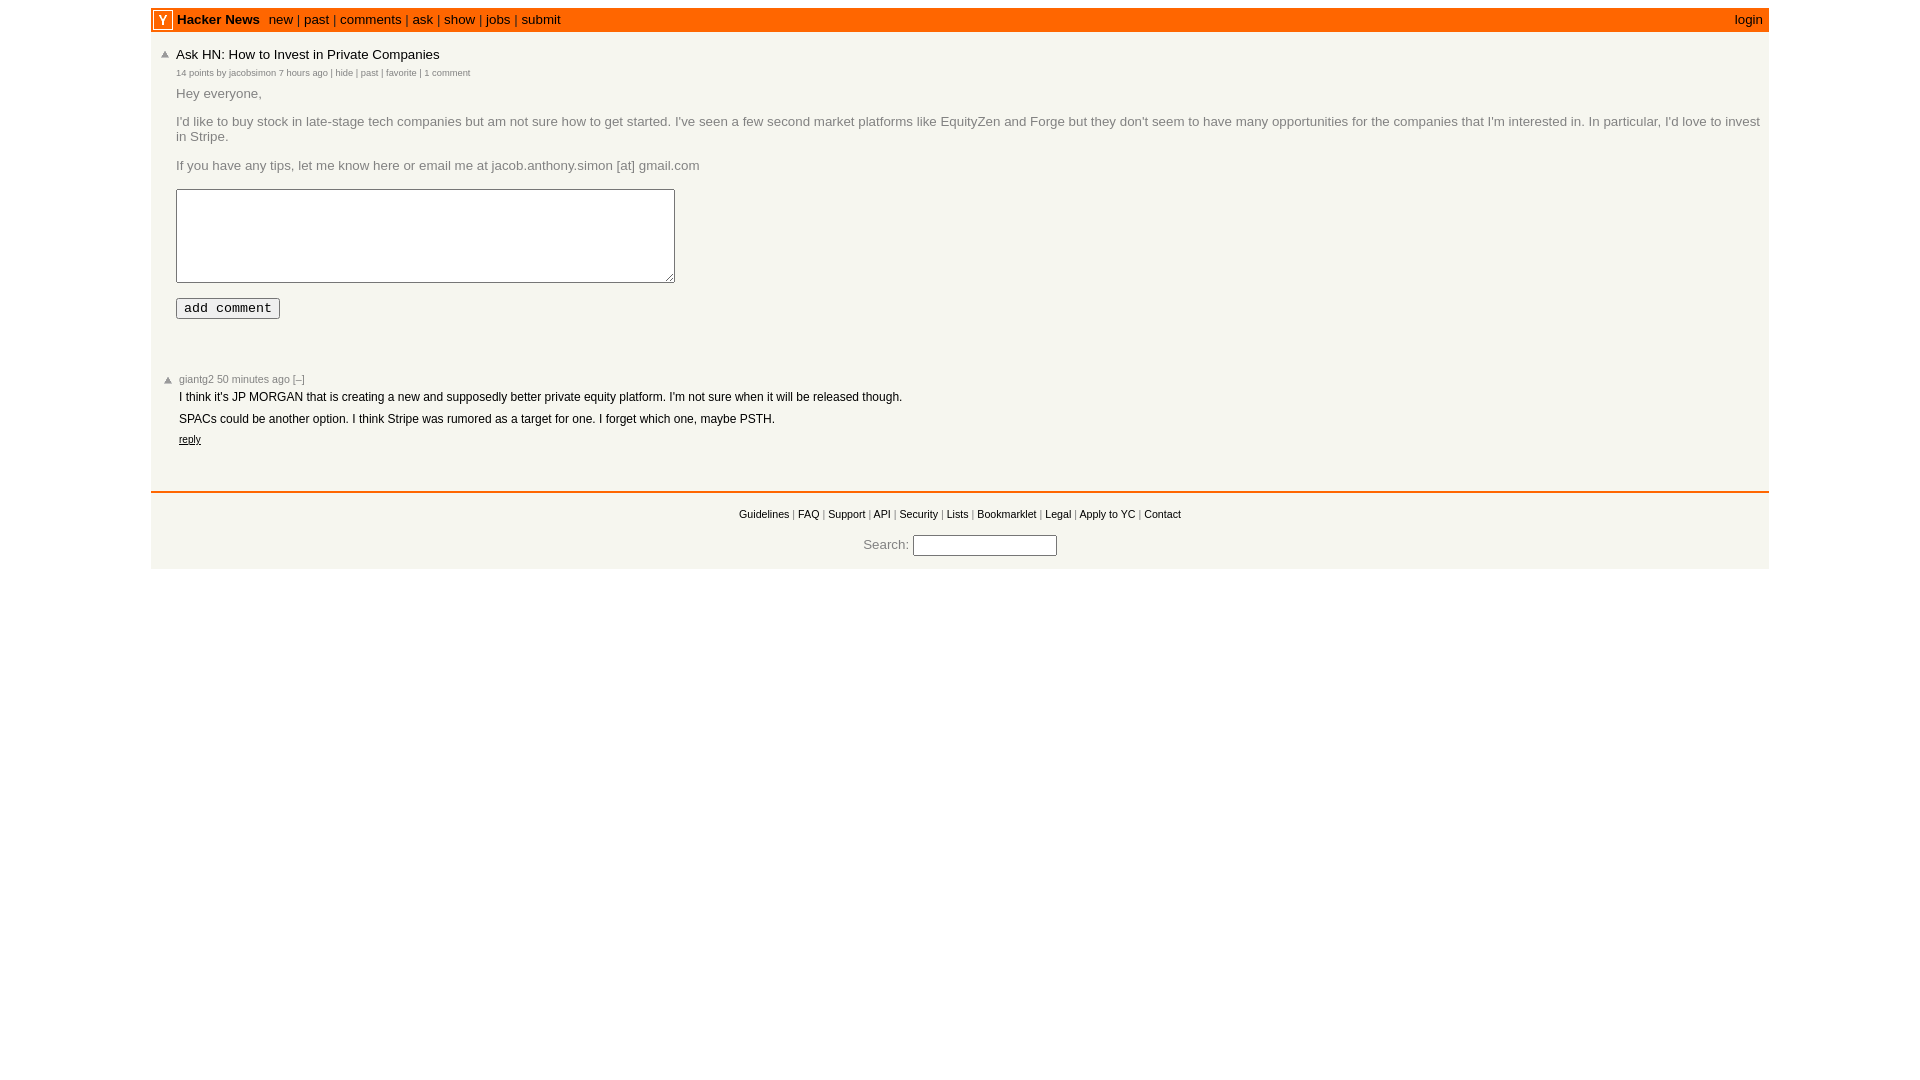 Y Hacker News new | past | comments | ask | show | jobs | submit login
Ask HN: How to Invest in Private Companies
14 points by jacobsimon 7 hours ago | hide | past | favorite | 1 comment
Hey everyone,
I'd like to buy stock in late-stage tech companies but am not sure how to get started. I've seen a few second market platforms like EquityZen and Forge but they don't seem to have many opportunities for the companies that I'm interested in. In particular, I'd love to invest
in Stripe.
If you have any tips, let me know here or email me at jacob.anthony.simon [at] gmail.com
add comment
giantg2 50 minutes ago [–]
I think it's JP MORGAN that is creating a new and supposedly better private equity platform. I'm not sure when it will be released though.
SPACs could be another option. I think Stripe was rumored as a target for one. I forget which one, maybe PSTH.
reply
Guidelines | FAQ | Support | API | Security | Lists | Bookmarklet | Legal | Apply to YC | Contact
Search: